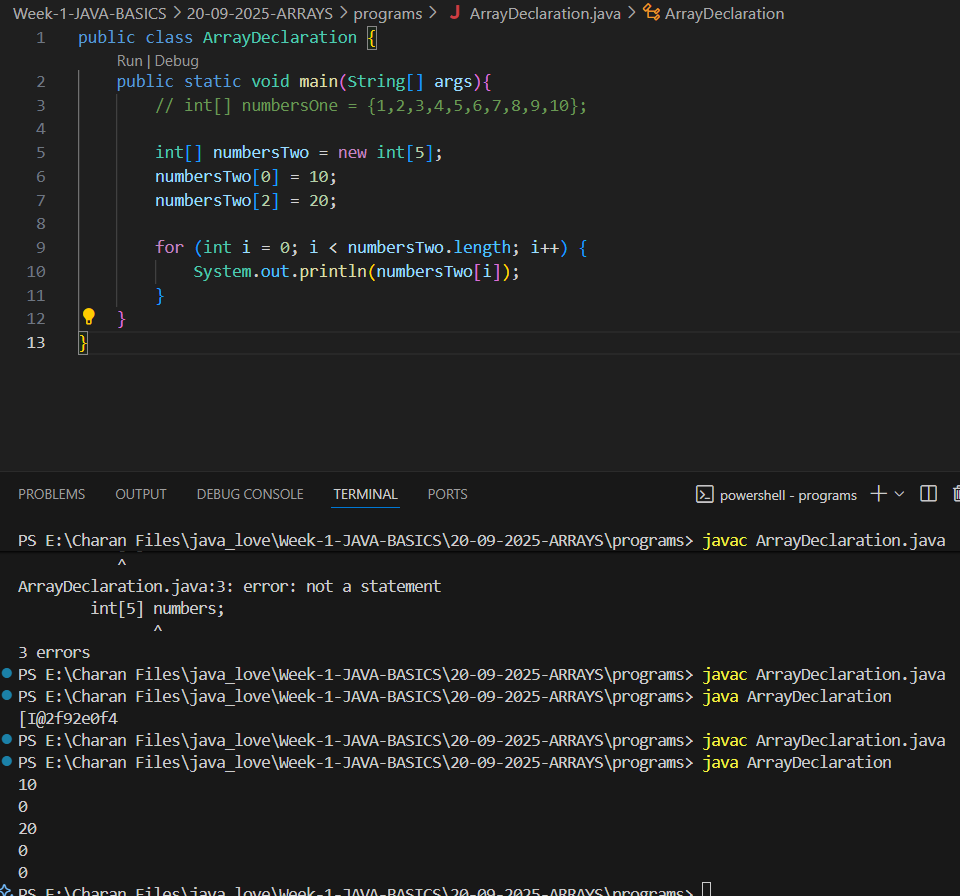 Week-1-JAVA-BASICS > 20-09-2025-ARRAYS > programs > J ArrayDeclaration.java > ArrayDeclaration
1 public class ArrayDeclaration {
Run | Debug
2 public static void main(String[] args){
3 // int[] numbersOne = {1,2,3,4,5,6,7,8,9,10};
4
5 int[] numbersTwo = new int[5];
6 numbersTwo[0] = 10;
7 numbersTwo[2] = 20;
8
9 for (int i = 0; i < numbersTwo.length; i++) {
10 System.out.println(numbersTwo[i]);
11 }
12 }
13 }
PROBLEMS OUTPUT DEBUG CONSOLE TERMINAL PORTS powershell - programs
PS E:\Charan Files\java_love\Week-1-JAVA-BASICS\20-09-2025-ARRAYS\programs> javac ArrayDeclaration.java
^
ArrayDeclaration.java:3: error: not a statement
int[5] numbers;
^
3 errors
PS E:\Charan Files\java_love\Week-1-JAVA-BASICS\20-09-2025-ARRAYS\programs> javac ArrayDeclaration.java
PS E:\Charan Files\java_love\Week-1-JAVA-BASICS\20-09-2025-ARRAYS\programs> java ArrayDeclaration
[I@2f92e0f4
PS E:\Charan Files\java_love\Week-1-JAVA-BASICS\20-09-2025-ARRAYS\programs> javac ArrayDeclaration.java
PS E:\Charan Files\java_love\Week-1-JAVA-BASICS\20-09-2025-ARRAYS\programs> java ArrayDeclaration
10
0
20
0
0
PS E:\Charan Files\java_love\Week-1-JAVA-BASICS\20-09-2025-ARRAYS\programs>